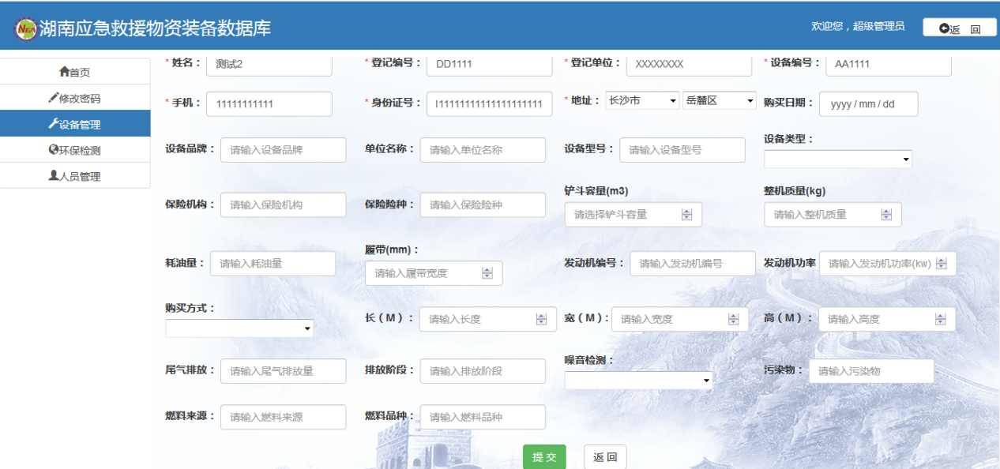 NEA 湖南应急救援物资装备数据库 欢迎您，超级管理员 返 回
首页
修改密码
设备管理
环保检测
人员管理
* 姓名： 测试2 * 登记编号： DD1111 * 登记单位： XXXXXXXX * 设备编号： AA1111
* 手机： 11111111111 * 身份证号： 11111111111111111111 * 地址： 长沙市 岳麓区 购买日期： yyyy / mm / dd
设备品牌： 请输入设备品牌 单位名称： 请输入单位名称 设备型号： 请输入设备型号 设备类型：
保险机构： 请输入保险机构 保险险种： 请输入保险险种 铲斗容量(m3) 请选择铲斗容量 整机质量(kg) 请输入整机质量
耗油量： 请输入耗油量 履带(mm)： 请输入履带宽度 发动机编号： 请输入发动机编号 发动机功率 请输入发动机功率(kw)
购买方式： 长（M）： 请输入长度 宽（M）： 请输入宽度 高（M）： 请输入高度
尾气排放： 请输入尾气排放量 排放阶段： 请输入排放阶段 噪音检测： 污染物： 请输入污染物
燃料来源： 请输入燃料来源 燃料品种： 请输入燃料品种
提 交 返 回